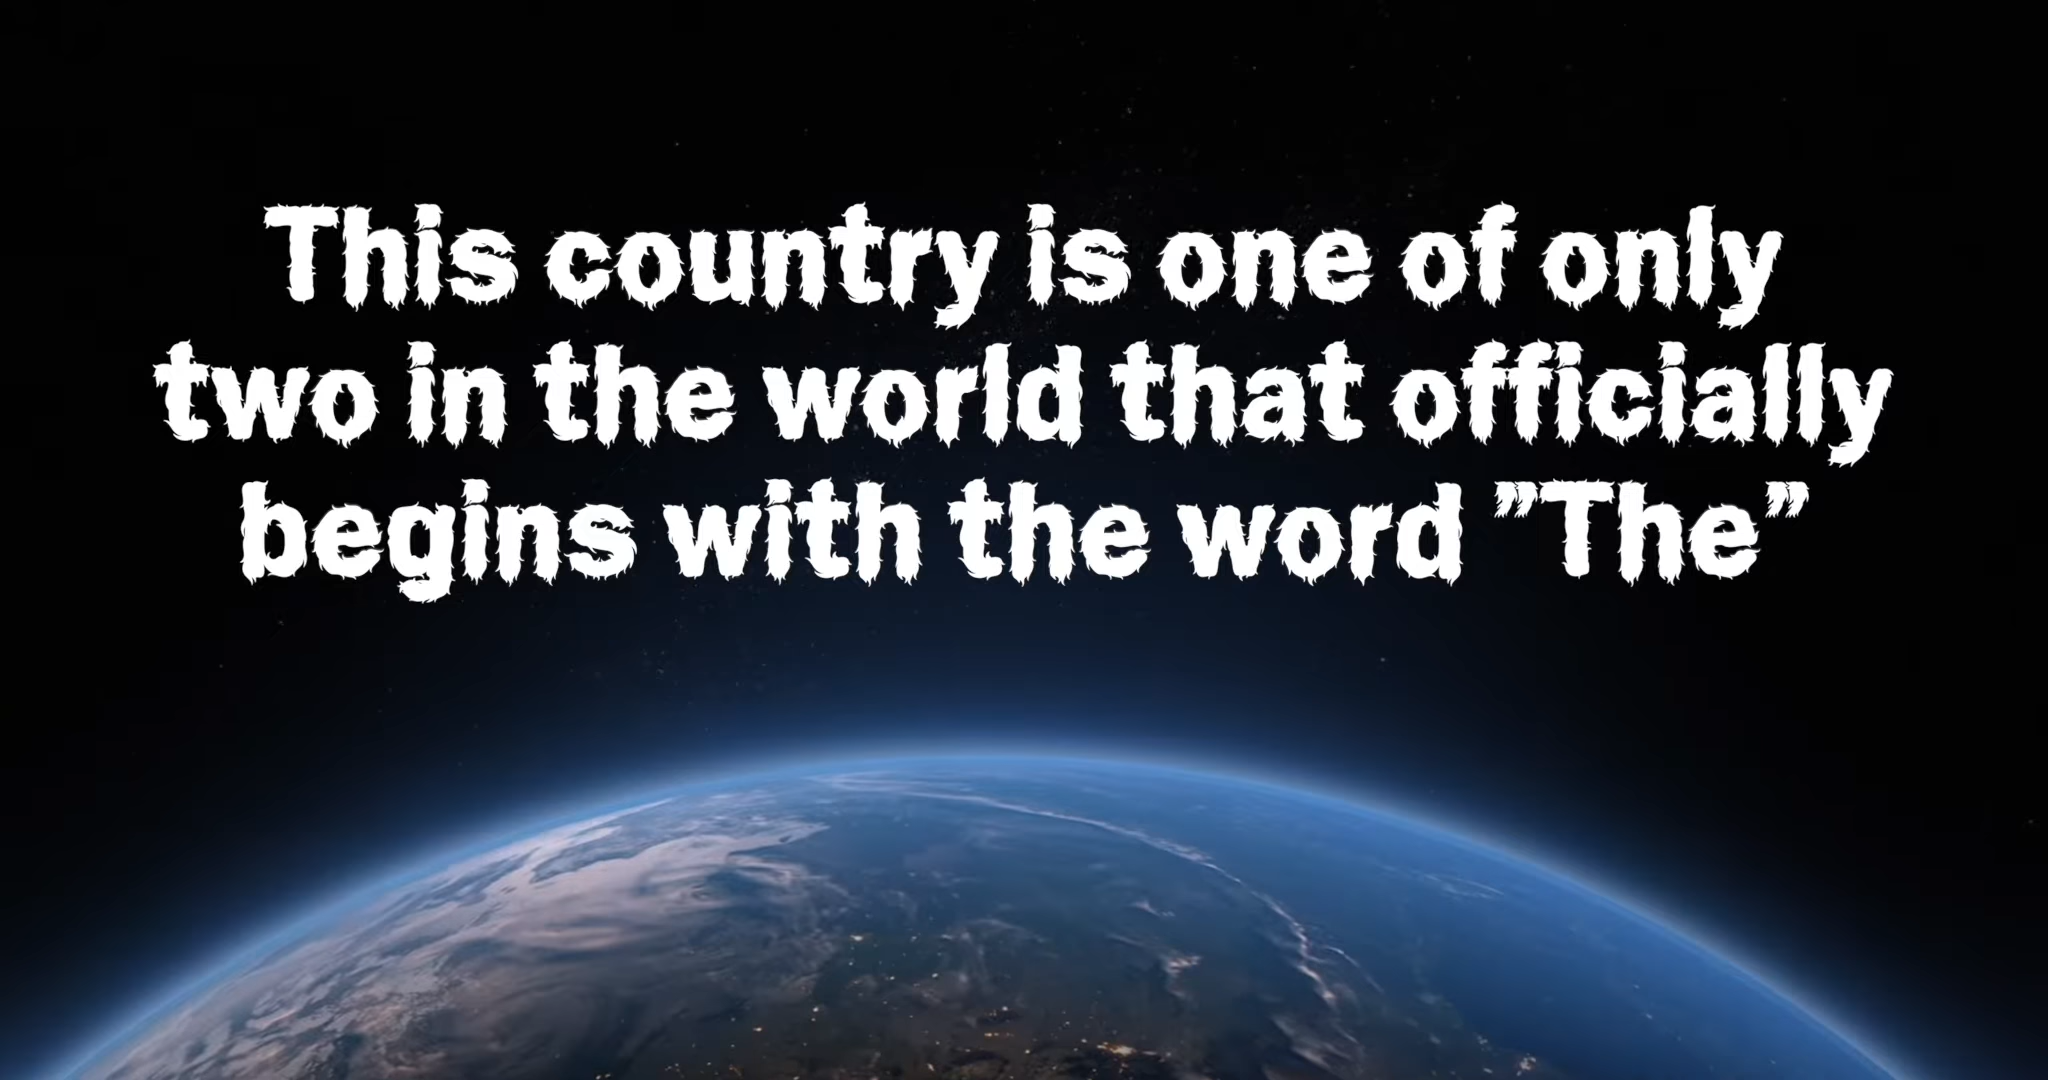 This country is one of only
two in the world that officially
begins with the word ”The”